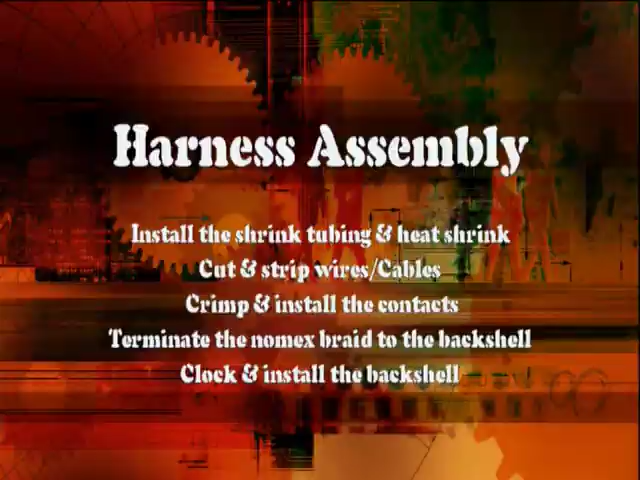 Harness Assembly
Install the shrink tubing & heat shrink
Cut & strip wires/Cables
Crimp & install the contacts
Terminate the nomex braid to the backshell
Clock & install the backshell